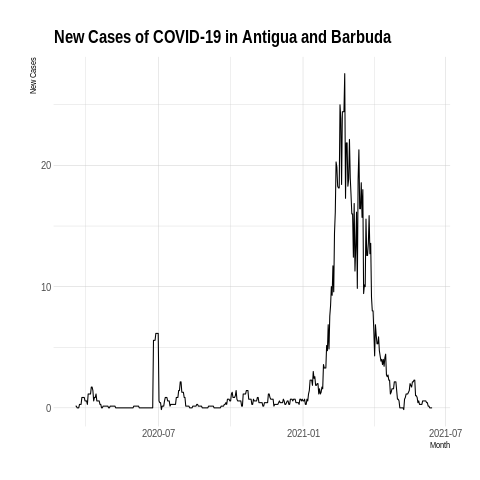 New Cases of COVID-19 in Antigua and Barbuda
New Cases
20
10
0
2020-07 2021-01 2021-07
Month